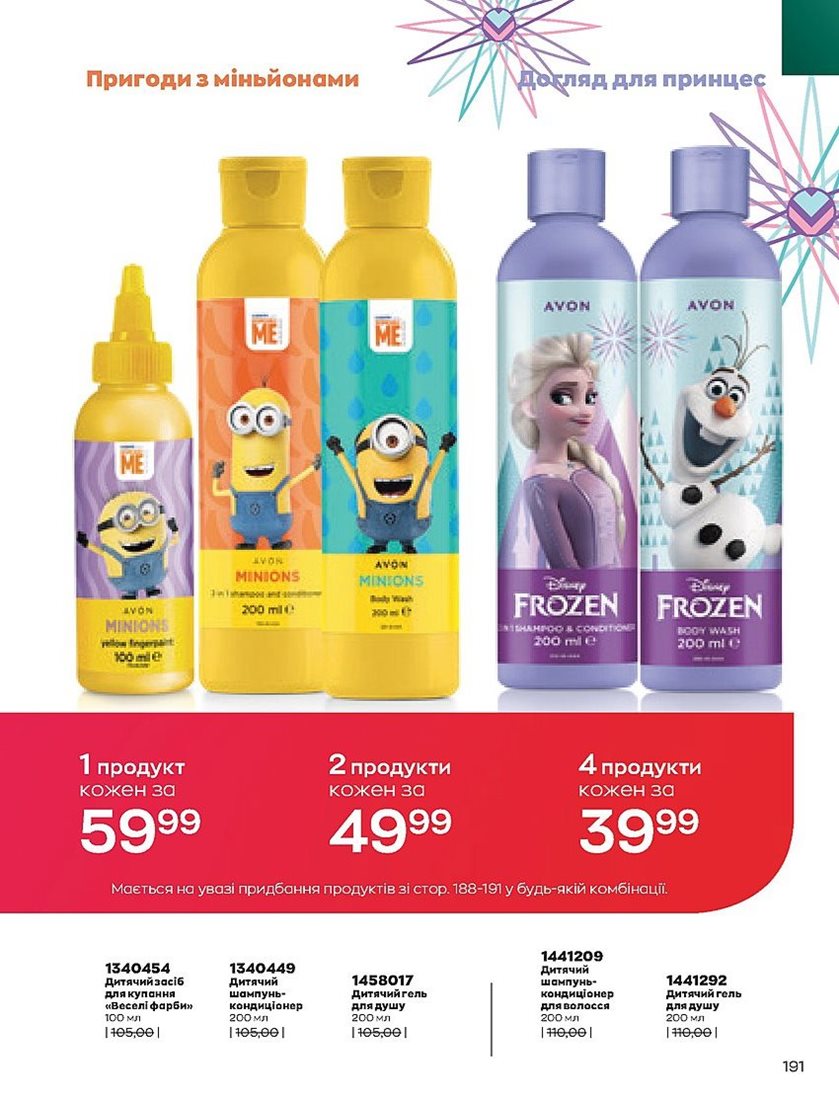 Пригоди з міньйонами
Догляд для принцес
ME
AVON
MINIONS
yellow fingerpaint
100 ml e
ME
AVON
MINIONS
2 in 1 shampoo and conditioner
200 ml e
ME
AVON
MINIONS
Body Wash
200 ml e
AVON
Disney
FROZEN
SHAMPOO & CONDITIONER
200 ml e
AVON
Disney
FROZEN
BODY WASH
200 ml e
1 продукт
кожен за
59⁹⁹
2 продукти
кожен за
49⁹⁹
4 продукти
кожен за
39⁹⁹
Мається на увазі придбання продуктів зі стор. 188-191 у будь-якій комбінації.
1340454
Дитячий засіб
для купання
«Веселі фарби»
100 мл
| 105,00 |
1340449
Дитячий
шампунь-
кондиціонер
200 мл
| 105,00 |
1458017
Дитячий гель
для душу
200 мл
| 105,00 |
1441209
Дитячий
шампунь-
кондиціонер
для волосся
200 мл
| 110,00 |
1441292
Дитячий гель
для душу
200 мл
| 110,00 |
191